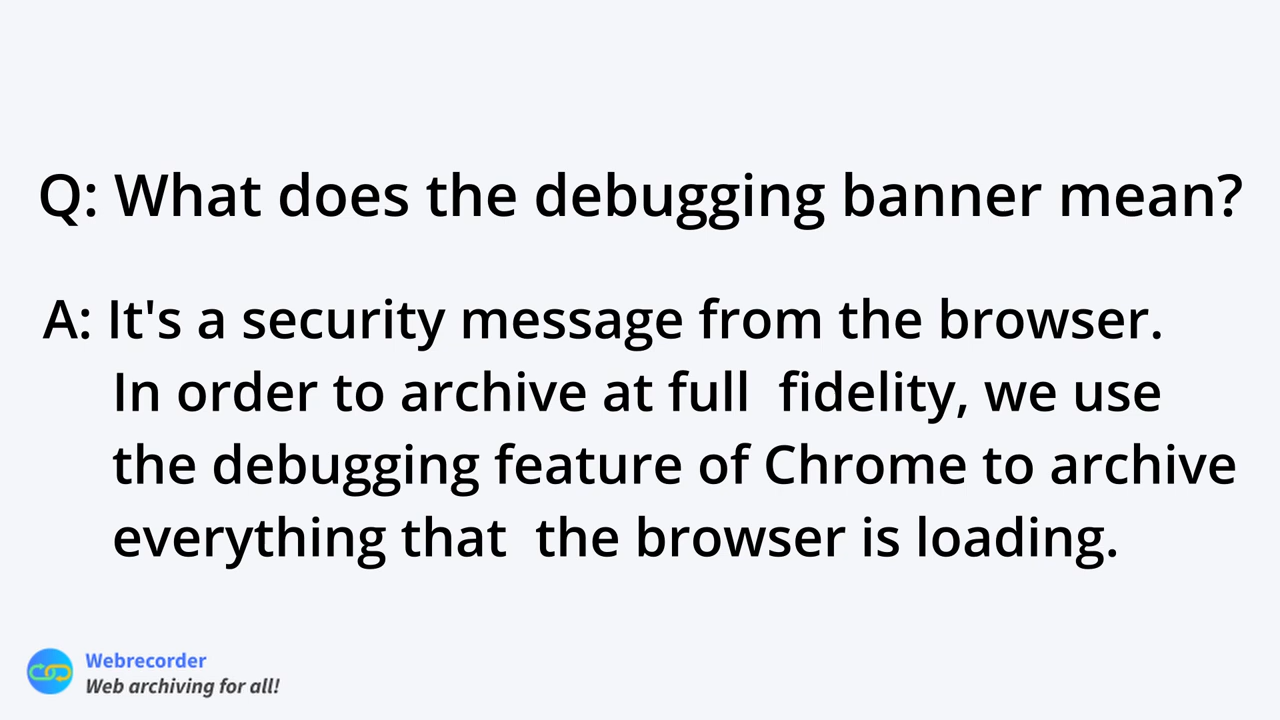 Q: What does the debugging banner mean?
A: It's a security message from the browser.
In order to archive at full  fidelity, we use
the debugging feature of Chrome to archive
everything that  the browser is loading.
Webrecorder
Web archiving for all!